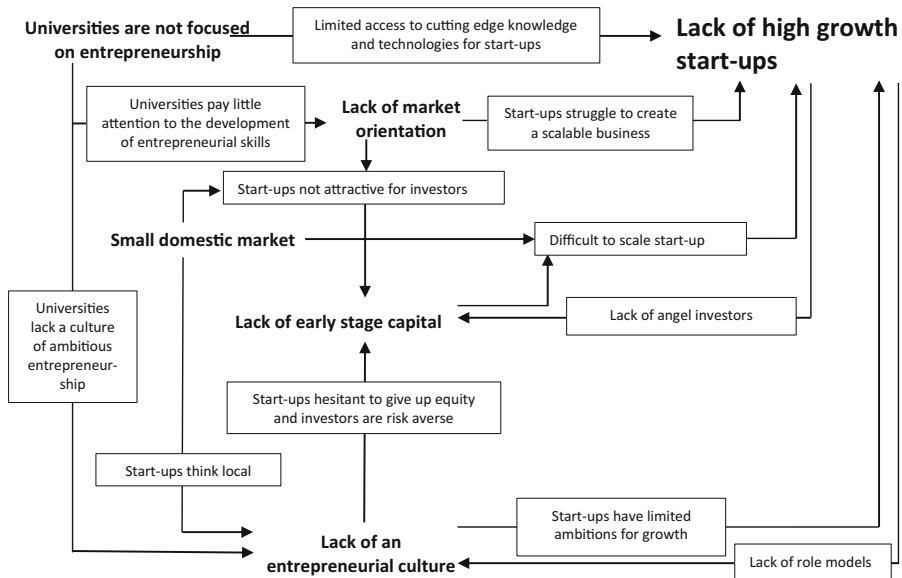 Universities are not focused
on entrepreneurship
Limited access to cutting edge knowledge
and technologies for start-ups
Lack of high growth
start-ups
Universities pay little
attention to the development
of entrepreneurial skills
Lack of market
orientation
Start-ups struggle to create
a scalable business
Start-ups not attractive for investors
Small domestic market
Difficult to scale start-up
Universities
lack a culture
of ambitious
entrepreneur-
ship
Lack of early stage capital
Lack of angel investors
Start-ups hesitant to give up equity
and investors are risk averse
Start-ups think local
Start-ups have limited
ambitions for growth
Lack of an
entrepreneurial culture
Lack of role models